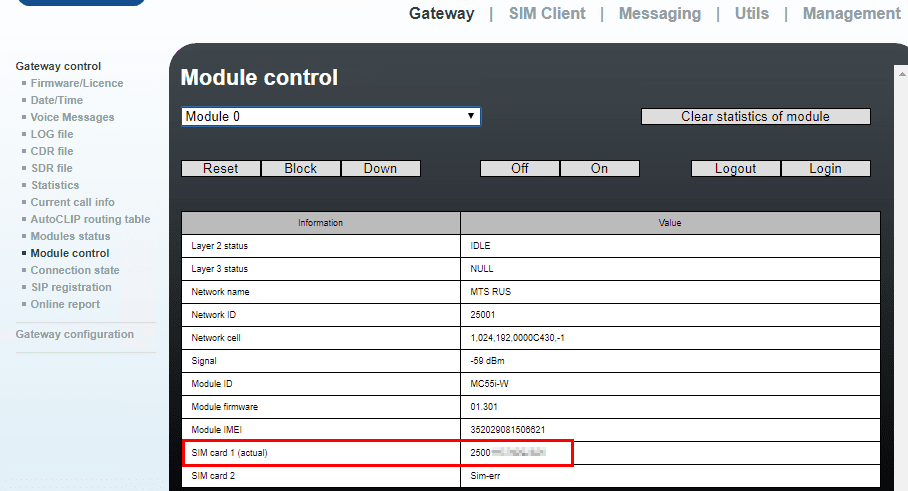 Gateway | SIM Client | Messaging | Utils | Management
Gateway control
Firmware/Licence
Date/Time
Voice Messages
LOG file
CDR file
SDR file
Statistics
Current call info
AutoCLIP routing table
Modules status
Module control
Connection state
SIP registration
Online report
Gateway configuration
Module control
Module 0
Clear statistics of module
Reset Block Down Off On Logout Login
Information Value
Layer 2 status IDLE
Layer 3 status NULL
Network name MTS RUS
Network ID 25001
Network cell 1,024,192,0000C430,-1
Signal -59 dBm
Module ID MC55i-W
Module firmware 01.301
Module IMEI 352029081506621
SIM card 1 (actual) 2500
SIM card 2 Sim-err